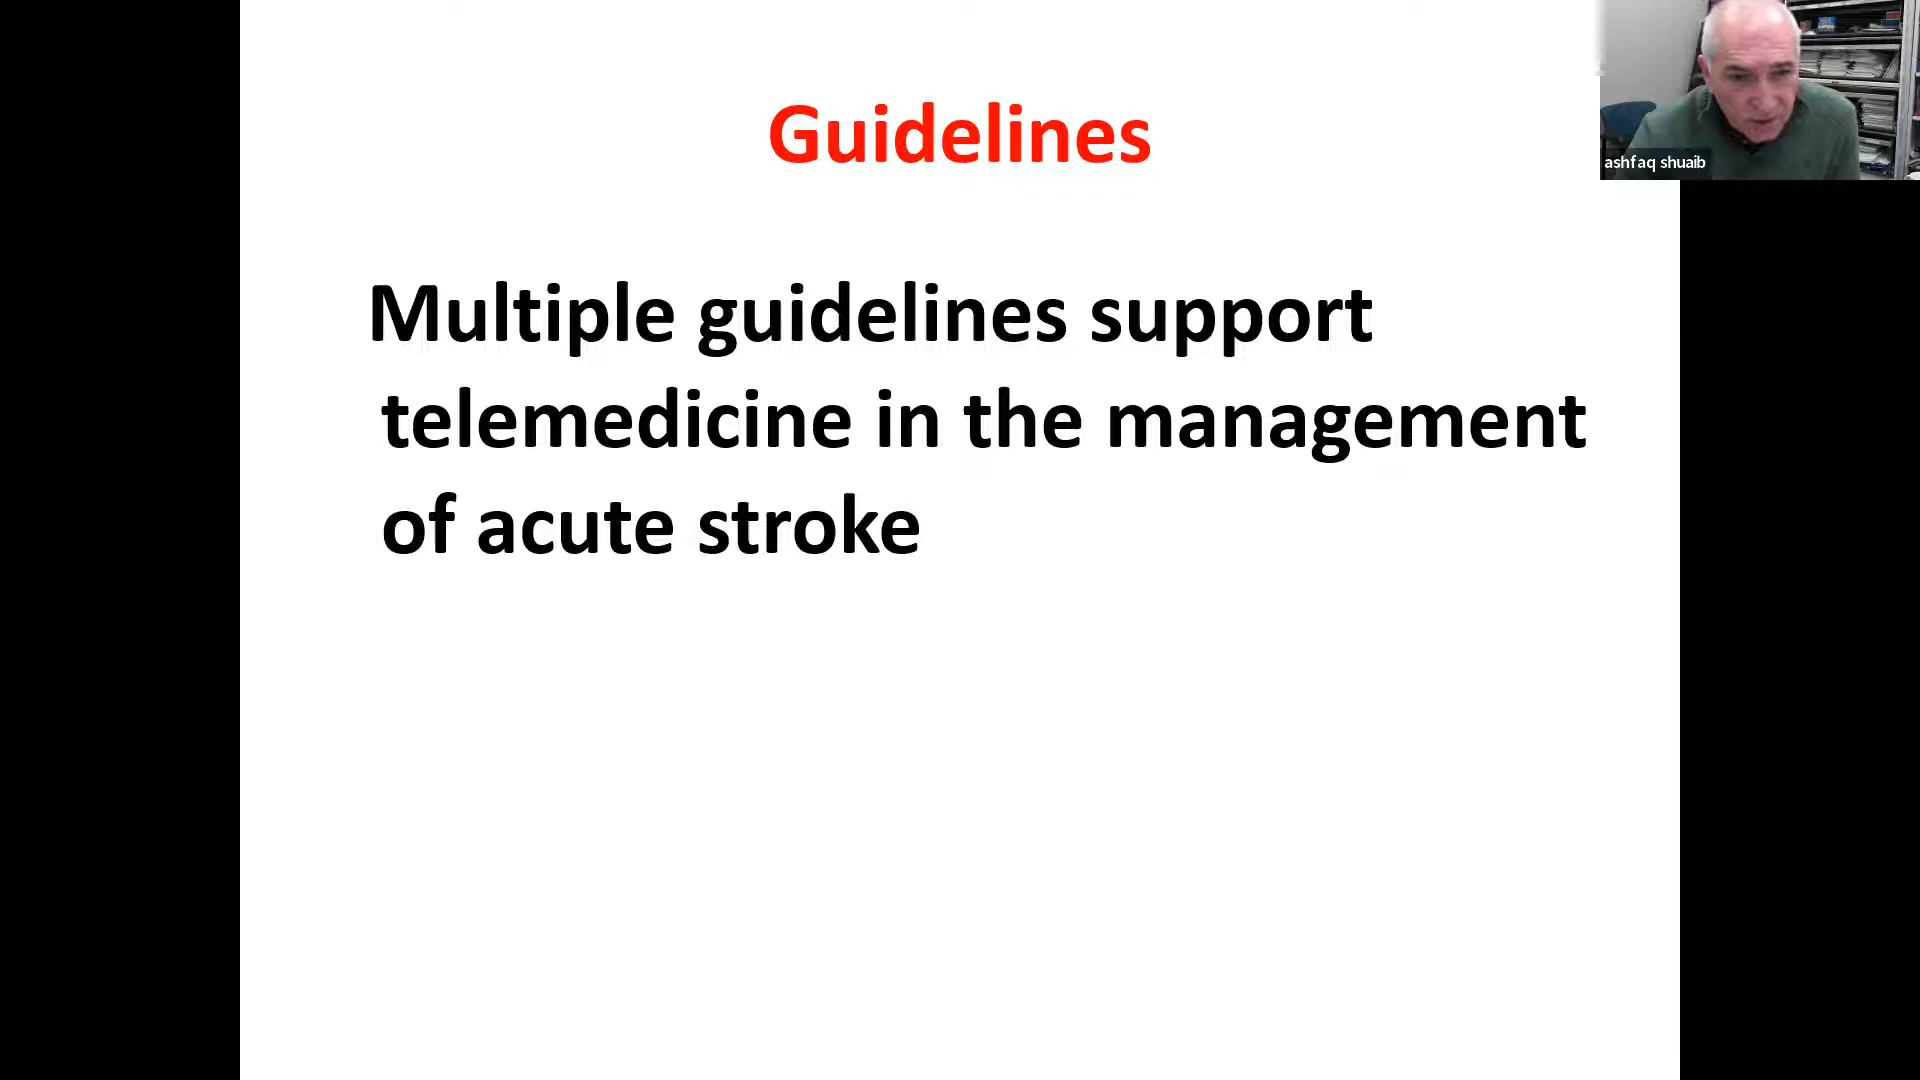 Guidelines
ashfaq shuaib
Multiple guidelines support
telemedicine in the management
of acute stroke